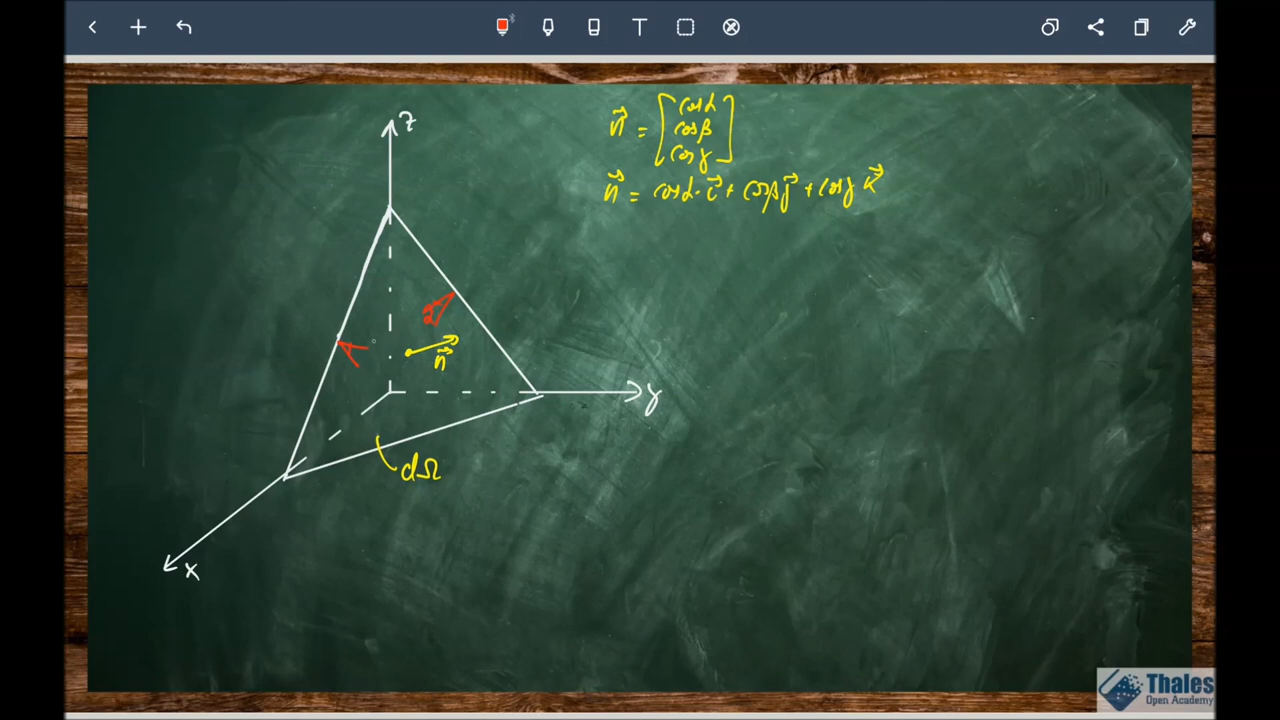 z
n⃗ = [cosα
cosβ
cosγ]
n⃗ = cosα·i⃗ + cosβ j⃗ + cosγ k⃗
n⃗
y
dΩ
x
Thales
Open Academy